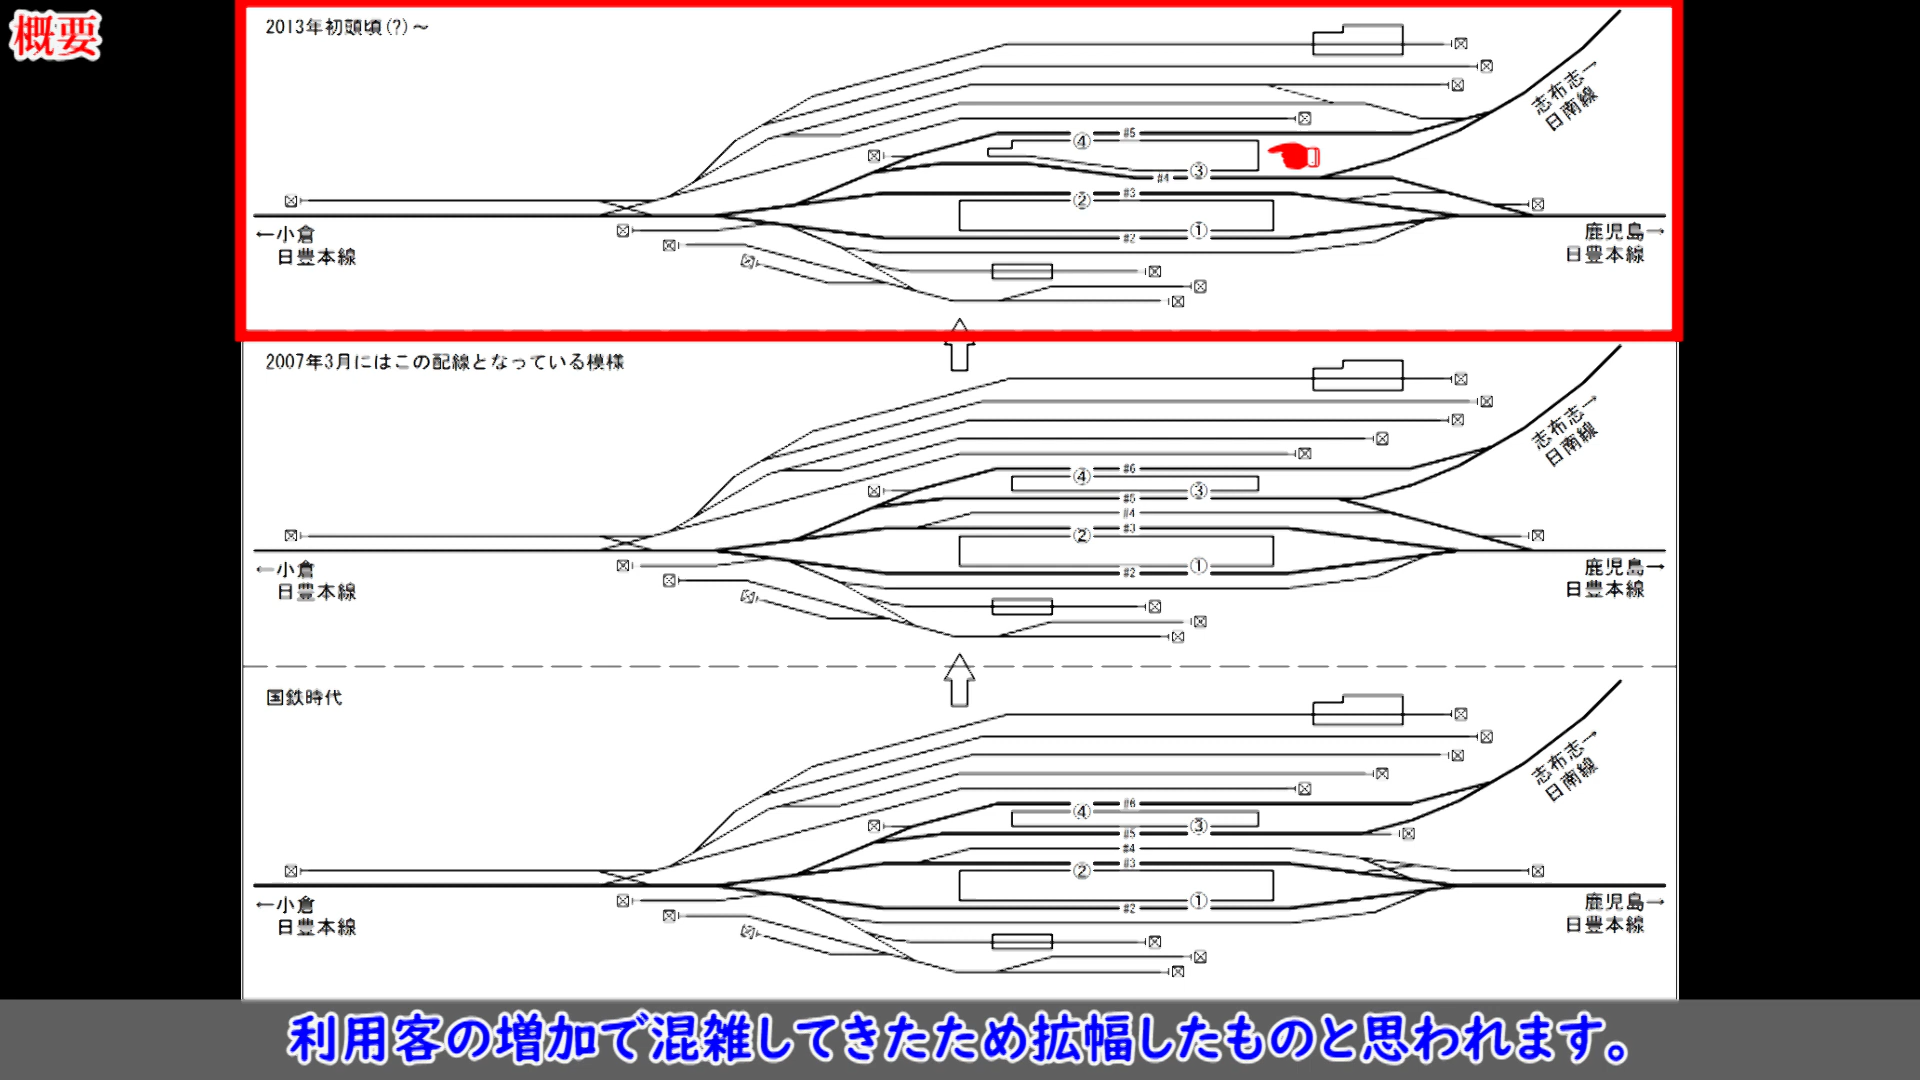 概要
2013年初頭頃(?)～
志布志→
日南線
#5
④
③
#4
#3
②
①
#2
←小倉
日豊本線
鹿児島→
日豊本線
2007年3月にはこの配線となっている模様
志布志→
日南線
#6
④
③
#5
#4
#3
②
①
#2
←小倉
日豊本線
鹿児島→
日豊本線
国鉄時代
志布志→
日南線
#6
④
③
#5
#4
#3
②
①
#2
←小倉
日豊本線
鹿児島→
日豊本線
利用客の増加で混雑してきたため拡幅したものと思われます。